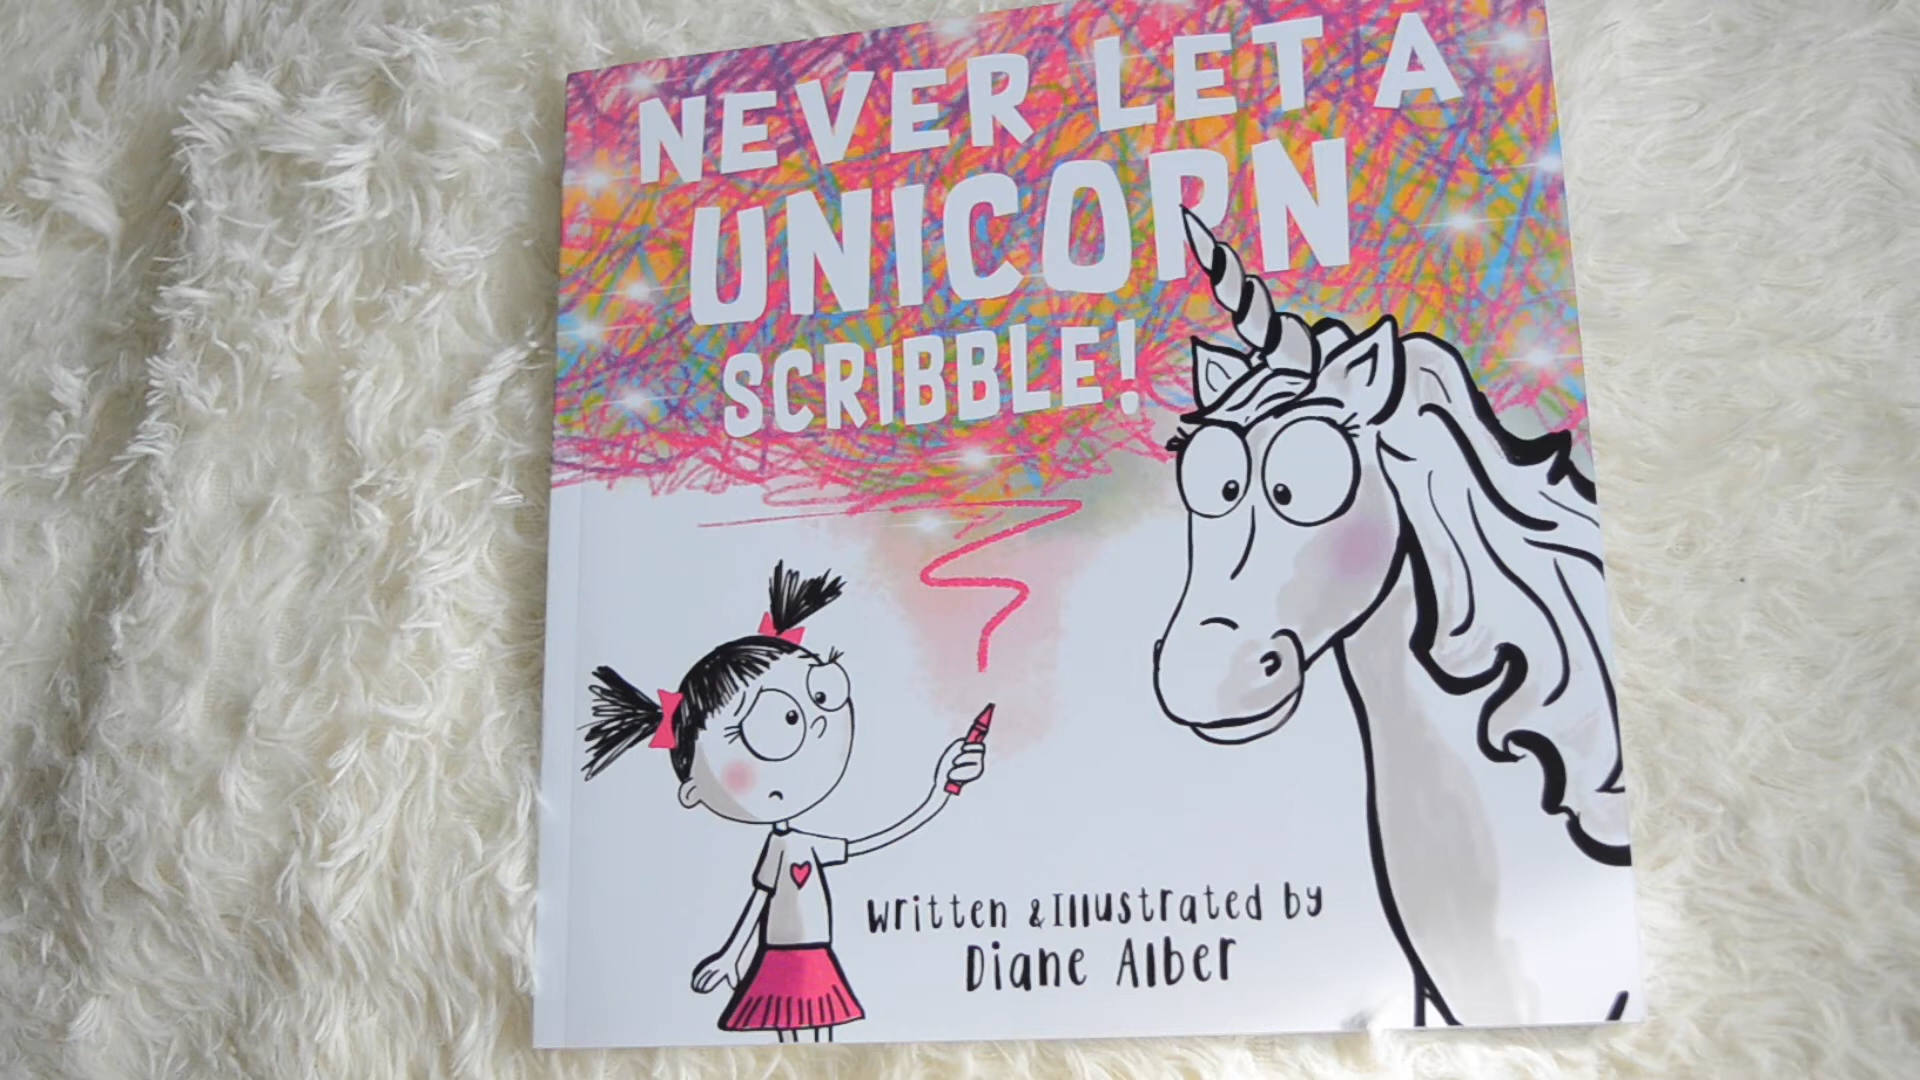 NEVER LET A
UNICORN
SCRIBBLE!
Written & Illustrated by
Diane Alber